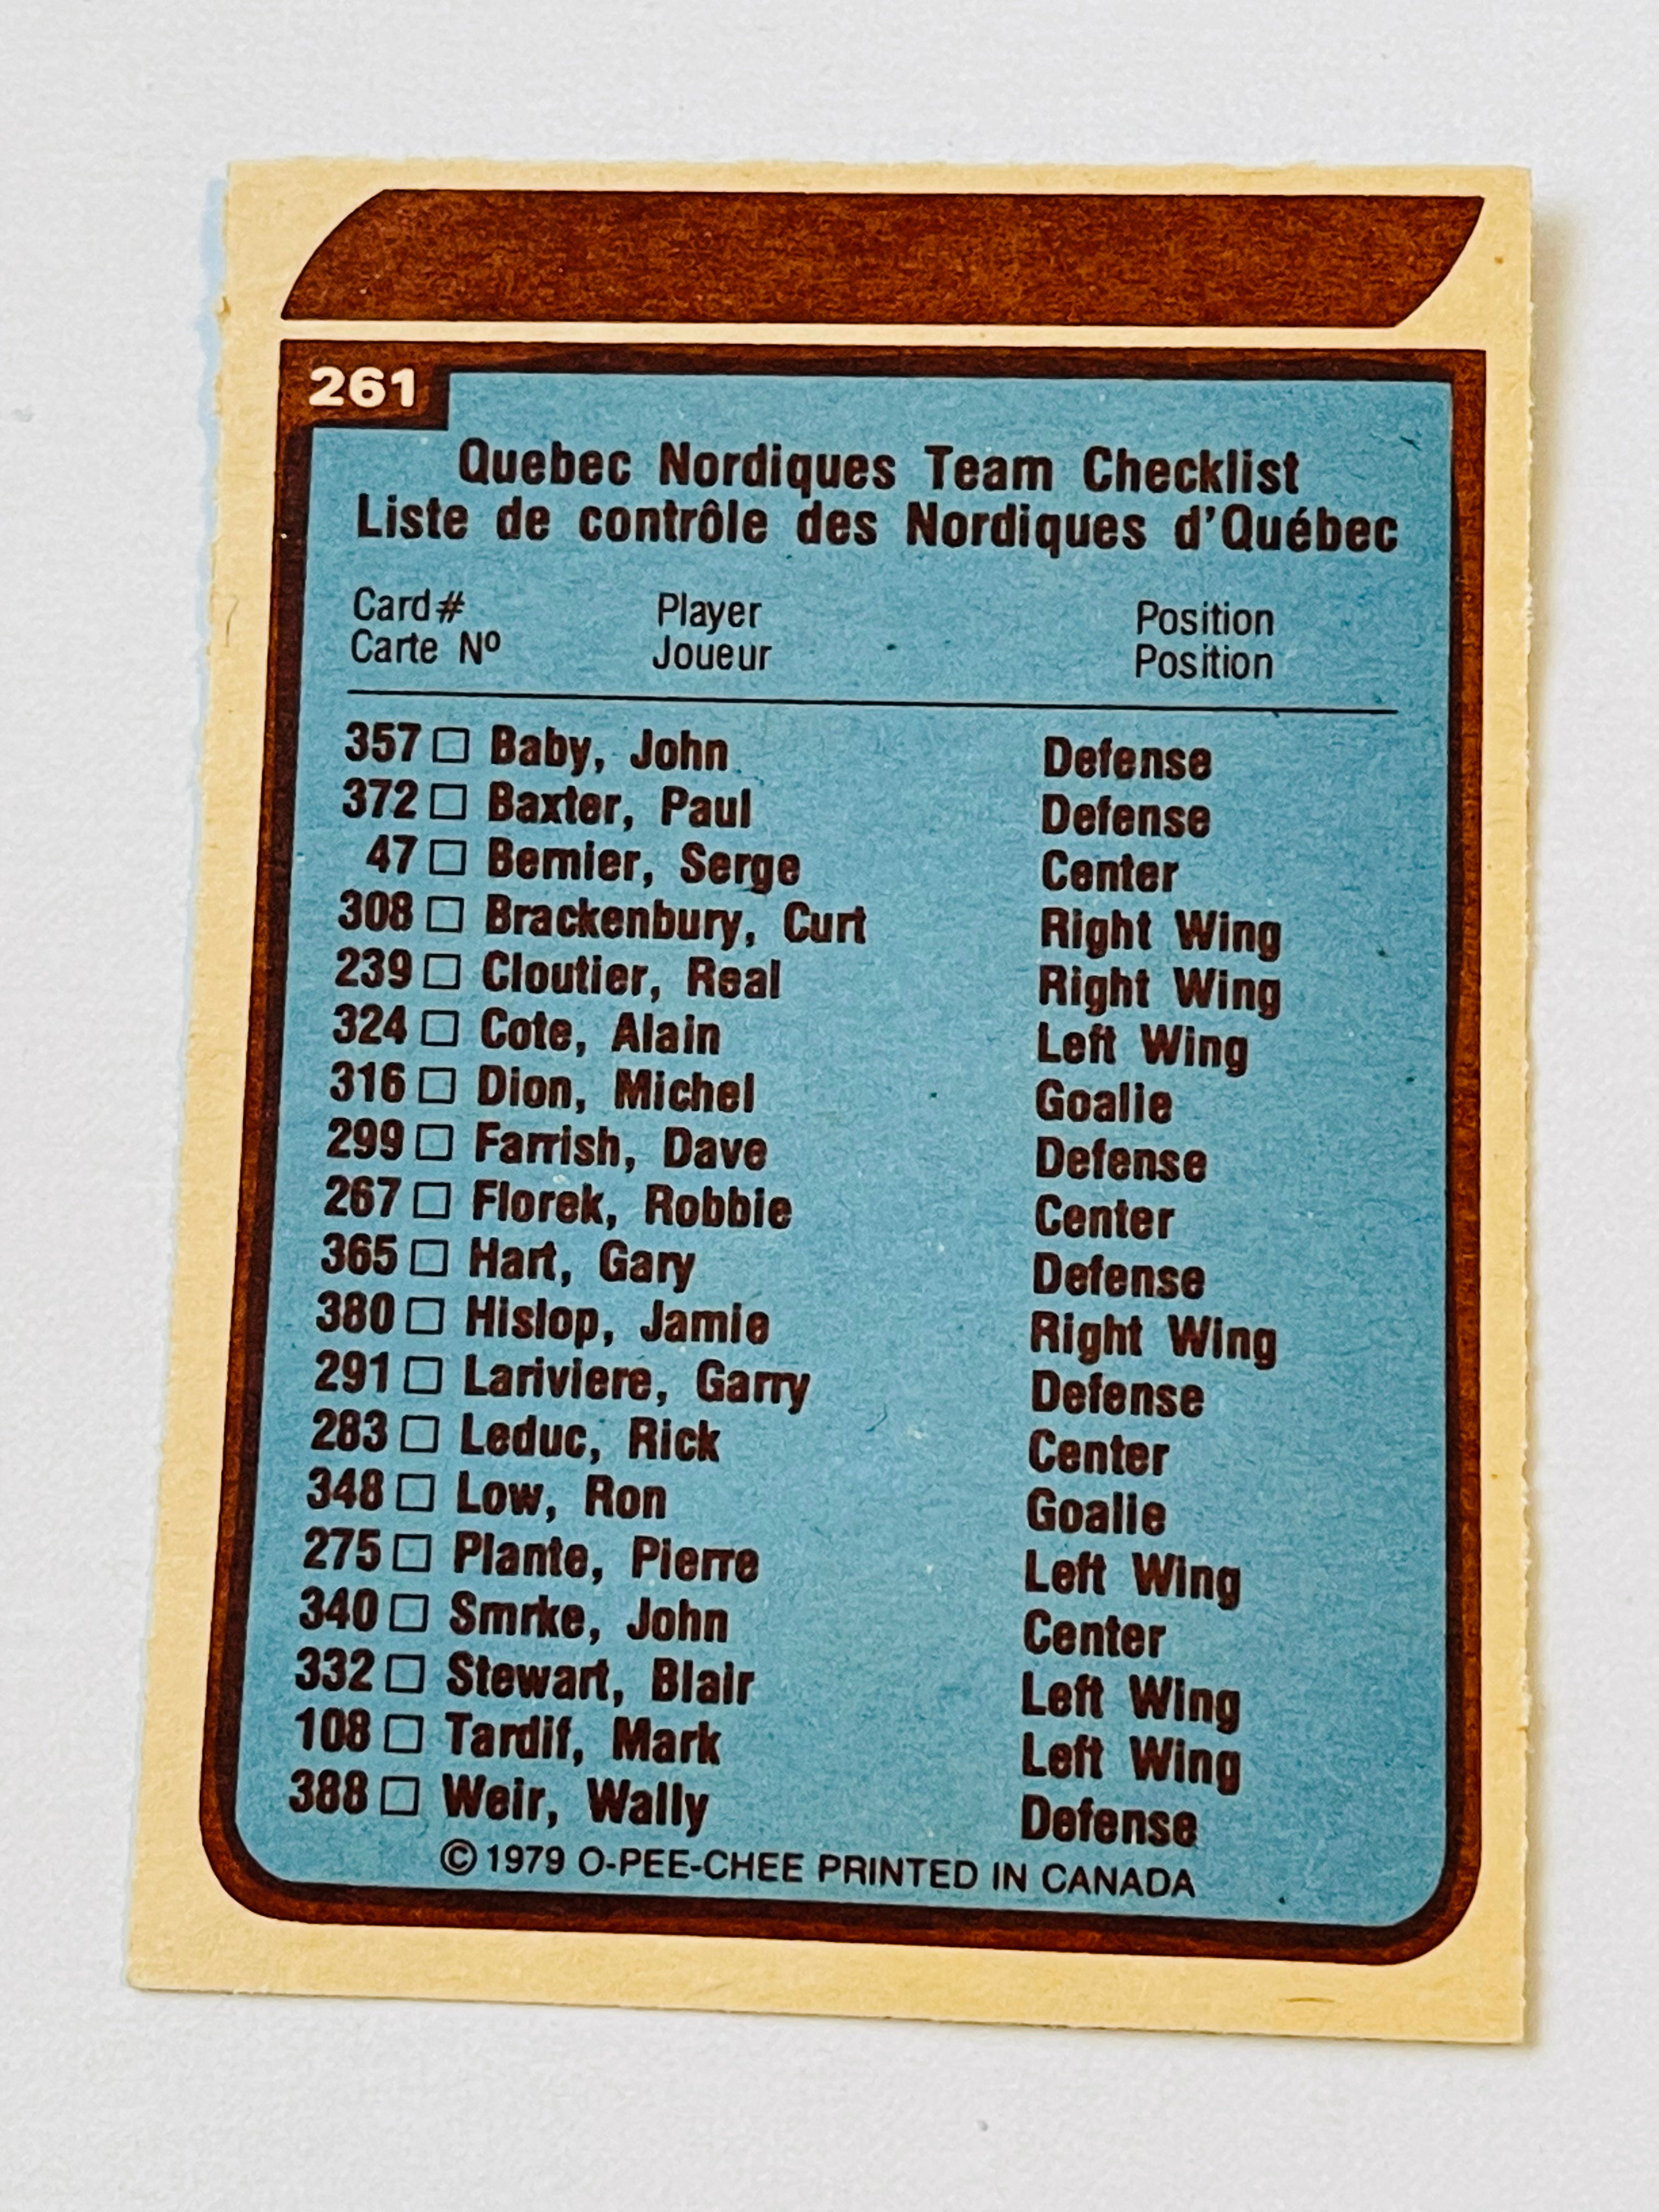 261
Quebec Nordiques Team Checklist
Liste de contrôle des Nordiques d'Québec
Card# Player Position
Carte Nº Joueur Position
357 □ Baby, John Defense
372 □ Baxter, Paul Defense
47 □ Bernier, Serge Center
308 □ Brackenbury, Curt Right Wing
239 □ Cloutier, Real Right Wing
324 □ Cote, Alain Left Wing
316 □ Dion, Michel Goalie
299 □ Farrish, Dave Defense
267 □ Florek, Robbie Center
365 □ Hart, Gary Defense
380 □ Hislop, Jamie Right Wing
291 □ Lariviere, Garry Defense
283 □ Leduc, Rick Center
348 □ Low, Ron Goalie
275 □ Plante, Pierre Left Wing
340 □ Smrke, John Center
332 □ Stewart, Blair Left Wing
108 □ Tardif, Mark Left Wing
388 □ Weir, Wally Defense
© 1979 O-PEE-CHEE PRINTED IN CANADA